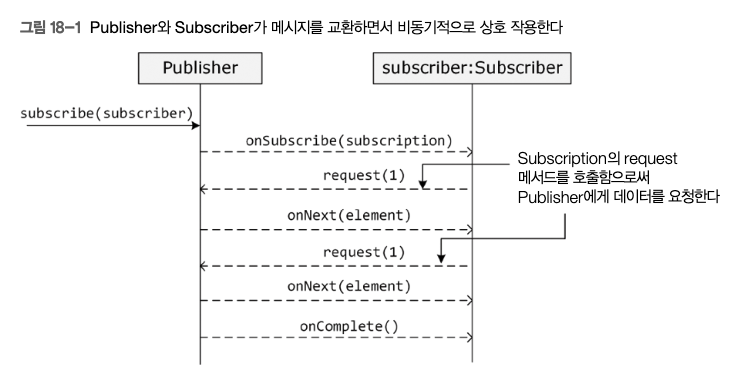 그림 18-1 Publisher와 Subscriber가 메시지를 교환하면서 비동기적으로 상호 작용한다
Publisher
subscriber:Subscriber
subscribe(subscriber)
onSubscribe(subscription)
request(1)
Subscription의 request
메서드를 호출함으로써
Publisher에게 데이터를 요청한다
onNext(element)
request(1)
onNext(element)
onComplete()